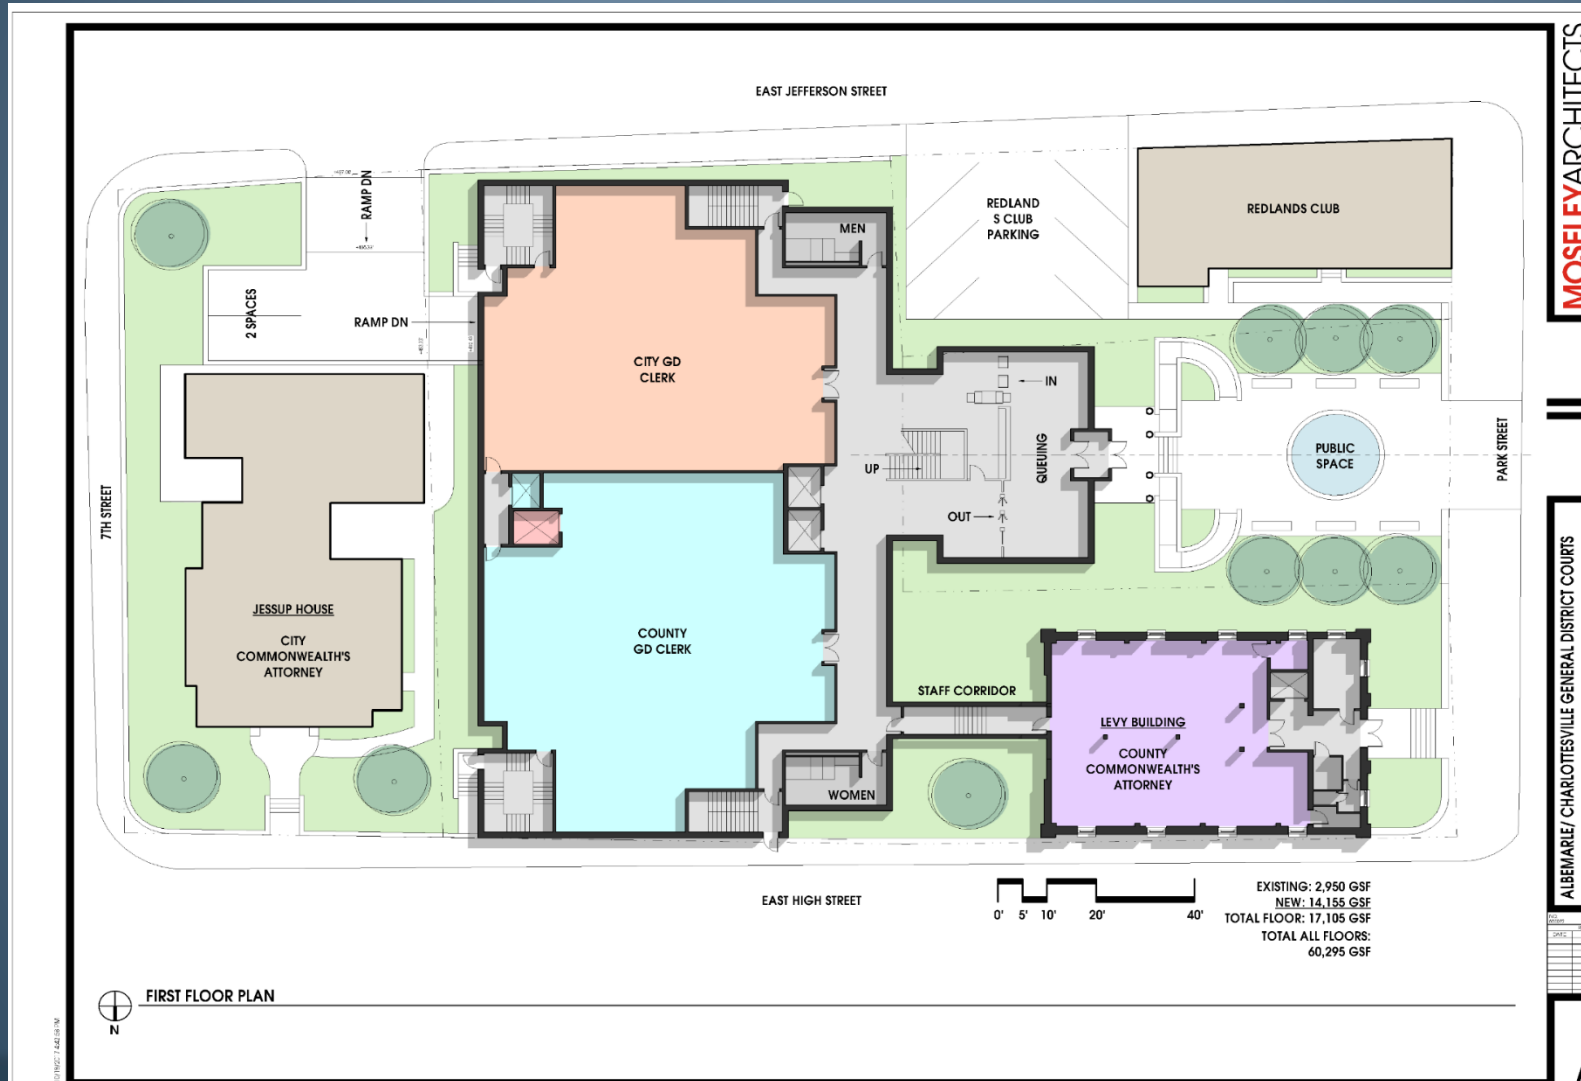 EAST JEFFERSON STREET
RAMP DN
MEN
REDLAND
S CLUB
PARKING
REDLANDS CLUB
2 SPACES
RAMP DN
CITY GD
CLERK
IN
QUEUING
UP
OUT
PUBLIC
SPACE
PARK STREET
7TH STREET
JESSUP HOUSE
CITY
COMMONWEALTH'S
ATTORNEY
COUNTY
GD CLERK
STAFF CORRIDOR
LEVY BUILDING
COUNTY
COMMONWEALTH'S
ATTORNEY
WOMEN
EAST HIGH STREET
0' 5' 10' 20' 40'
EXISTING: 2,950 GSF
NEW: 14,155 GSF
TOTAL FLOOR: 17,105 GSF
TOTAL ALL FLOORS:
60,295 GSF
FIRST FLOOR PLAN
N
MOSELEYARCHITECTS
ALBEMARLE/ CHARLOTTESVILLE GENERAL DISTRICT COURTS
DATE